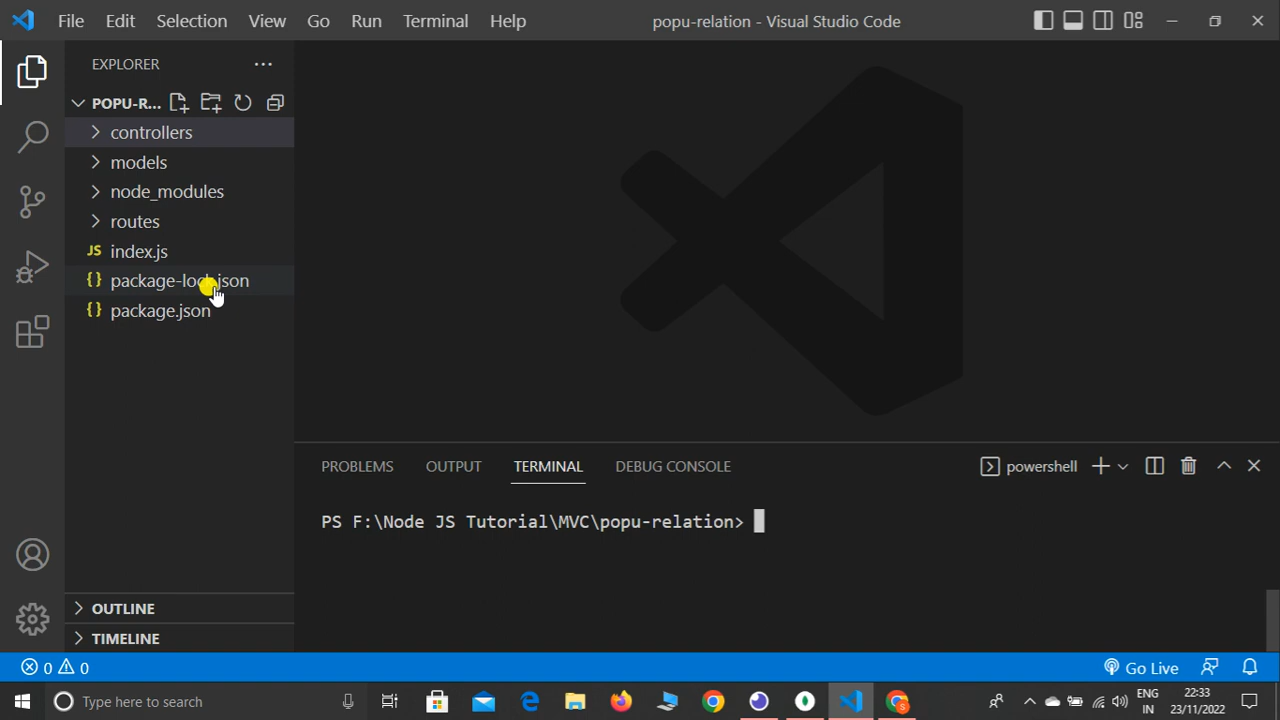 File Edit Selection View Go Run Terminal Help popu-relation - Visual Studio Code
EXPLORER
POPU-R...
controllers
models
node_modules
routes
JS index.js
{} package-lock.json
{} package.json
PROBLEMS OUTPUT TERMINAL DEBUG CONSOLE powershell
PS F:\Node JS Tutorial\MVC\popu-relation>
OUTLINE
TIMELINE
0 0 Go Live
Type here to search
ENG
IN
22:33
23/11/2022